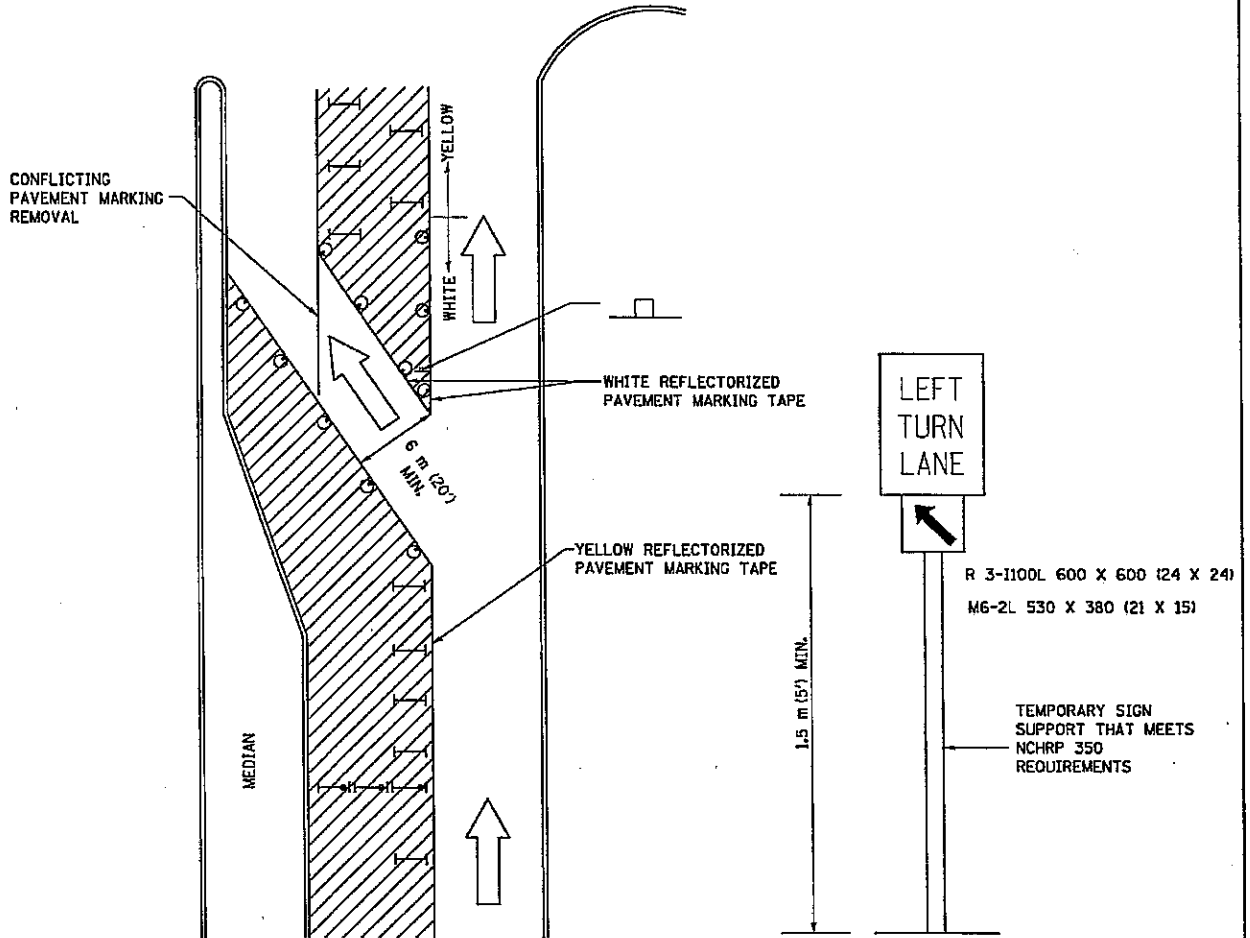 CONFLICTING
PAVEMENT MARKING
REMOVAL
YELLOW
WHITE
WHITE REFLECTORIZED
PAVEMENT MARKING TAPE
6 m (20')
MIN.
YELLOW REFLECTORIZED
PAVEMENT MARKING TAPE
MEDIAN
LEFT
TURN
LANE
R 3-I100L 600 X 600 (24 X 24)
M6-2L 530 X 380 (21 X 15)
1.5 m (5') MIN.
TEMPORARY SIGN
SUPPORT THAT MEETS
NCHRP 350
REQUIREMENTS